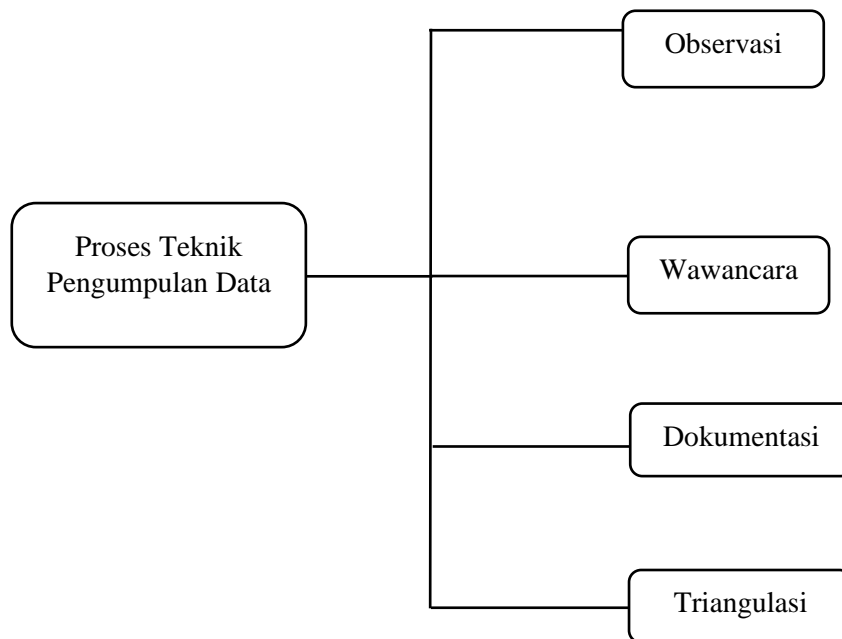 Observasi
Proses Teknik
Pengumpulan Data
Wawancara
Dokumentasi
Triangulasi